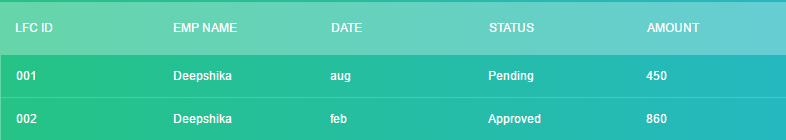 LFC ID EMP NAME DATE STATUS AMOUNT
001 Deepshika aug Pending 450
002 Deepshika feb Approved 860